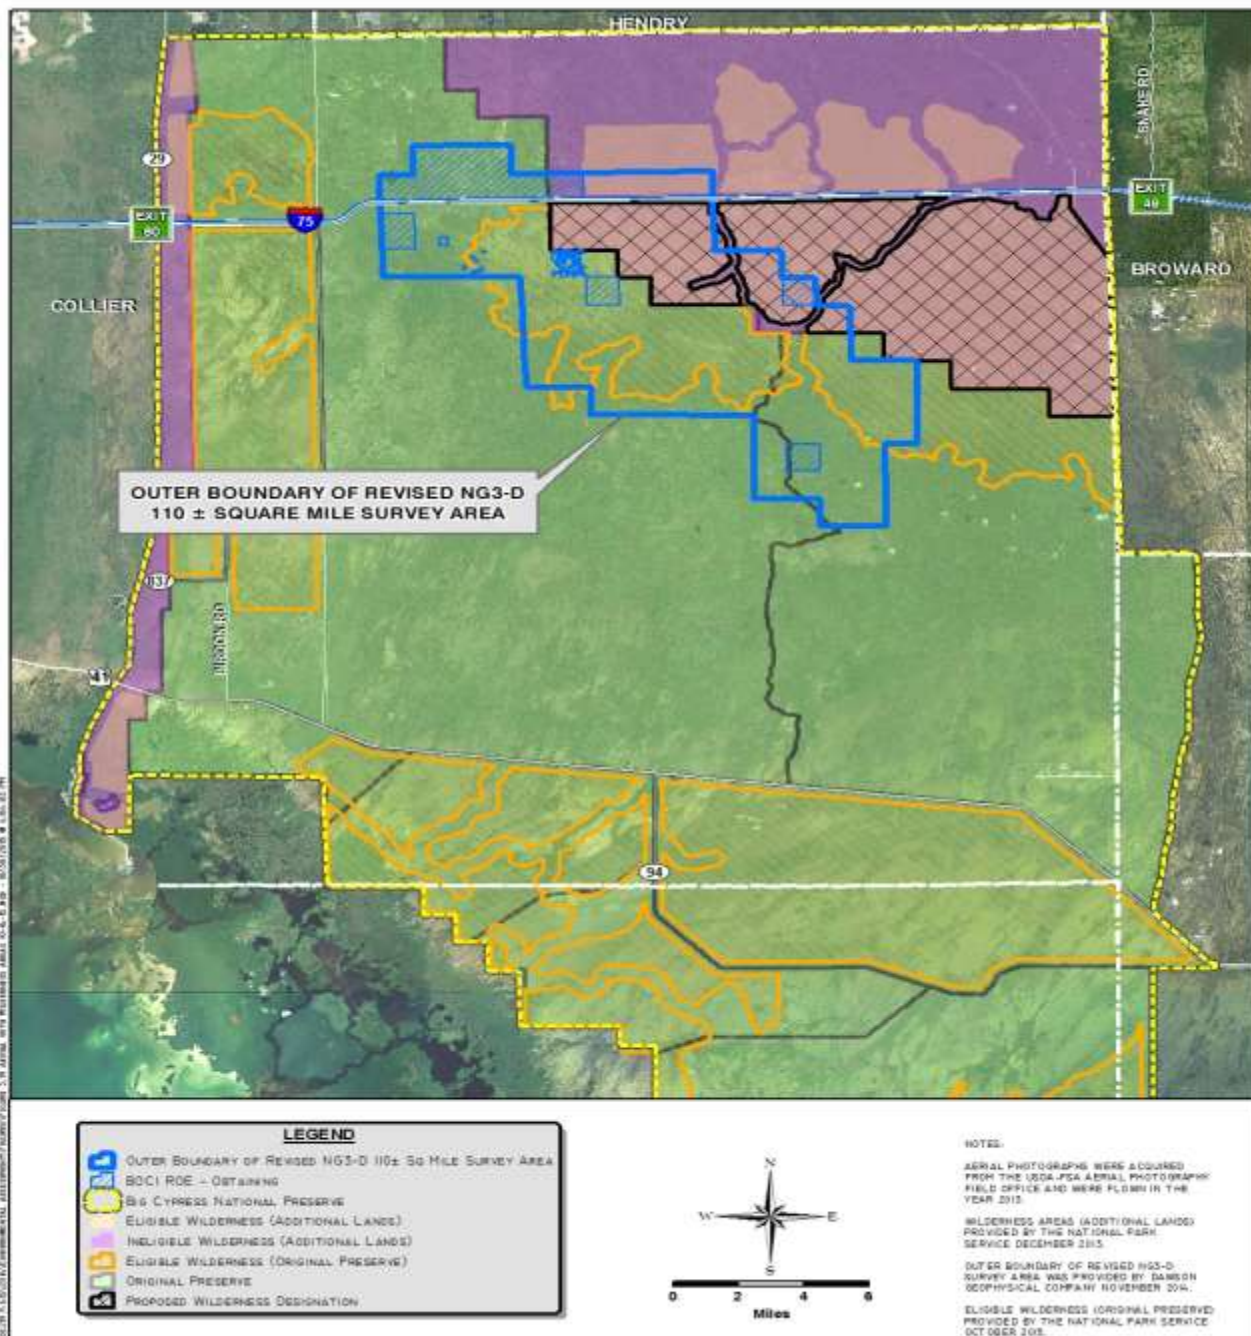 HENDRY
SNAKE RD
29
EXIT
80
75
EXIT
49
COLLIER
BROWARD
OUTER BOUNDARY OF REVISED NG3-D
110 ± SQUARE MILE SURVEY AREA
837
41
94
LEGEND
OUTER BOUNDARY OF REVISED NG3-D 110± SQ MILE SURVEY AREA
BOCI ROE - OBTAINING
BIG CYPRESS NATIONAL PRESERVE
ELIGIBLE WILDERNESS (ADDITIONAL LANDS)
INELIGIBLE WILDERNESS (ADDITIONAL LANDS)
ELIGIBLE WILDERNESS (ORIGINAL PRESERVE)
ORIGINAL PRESERVE
PROPOSED WILDERNESS DESIGNATION
N
W E
S
0 2 4 6
Miles
NOTES:
AERIAL PHOTOGRAPHS WERE ACQUIRED
FROM THE USDA-FSA AERIAL PHOTOGRAPHY
FIELD OFFICE AND WERE FLOWN IN THE
YEAR 2013.
WILDERNESS AREAS (ADDITIONAL LANDS)
PROVIDED BY THE NATIONAL PARK
SERVICE DECEMBER 2013.
OUTER BOUNDARY OF REVISED NG3-D
SURVEY AREA WAS PROVIDED BY DAWSON
GEOPHYSICAL COMPANY NOVEMBER 2014.
ELIGIBLE WILDERNESS (ORIGINAL PRESERVE)
PROVIDED BY THE NATIONAL PARK SERVICE
OCTOBER 2015.